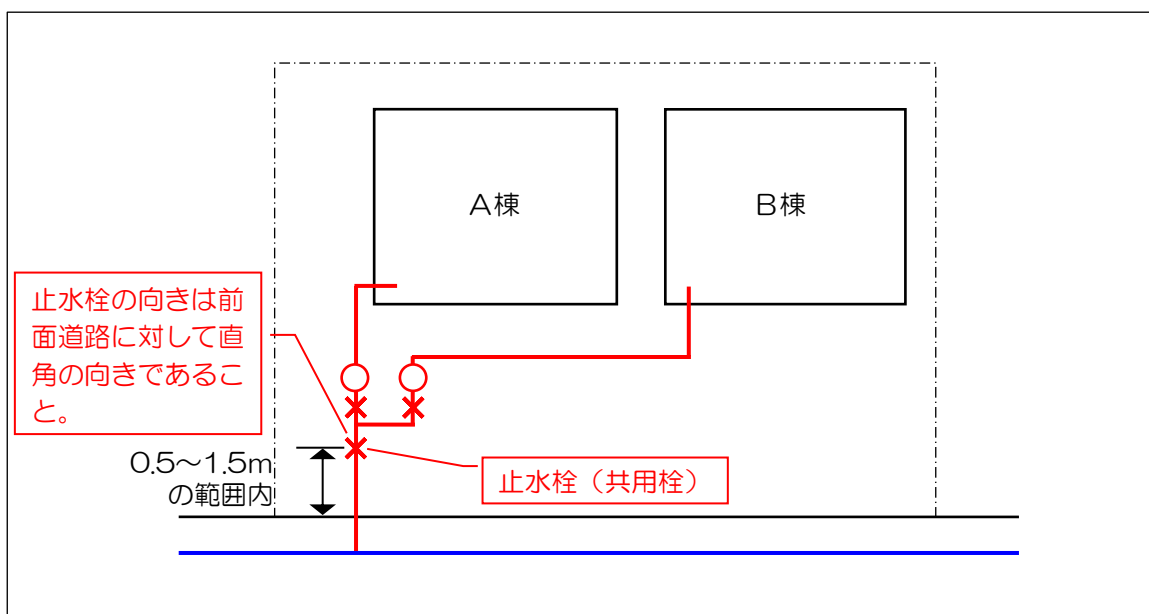 A棟
B棟
止水栓の向きは前
面道路に対して直
角の向きであるこ
と。
0.5~1.5m
の範囲内
止水栓（共用栓）